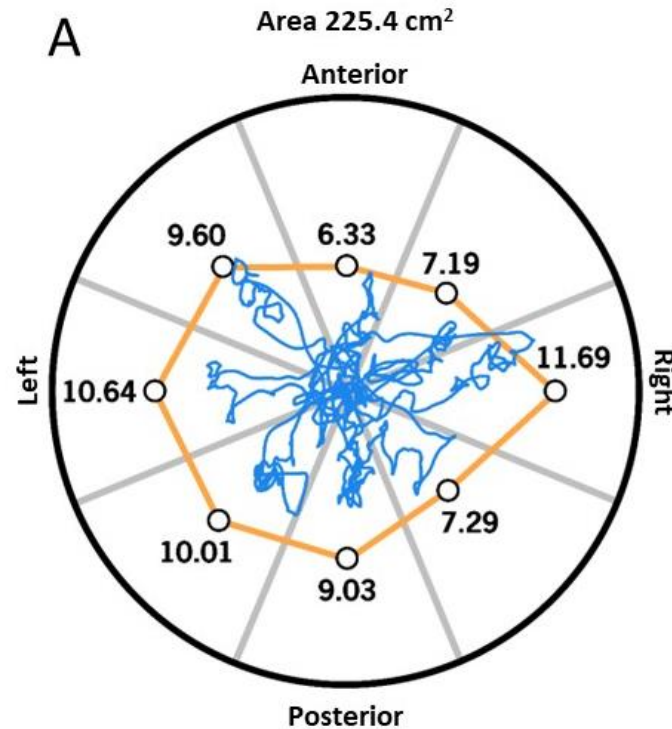 Area 225.4 cm²
A
Anterior
9.60
6.33
7.19
Left
10.64
11.69
Right
10.01
7.29
9.03
Posterior